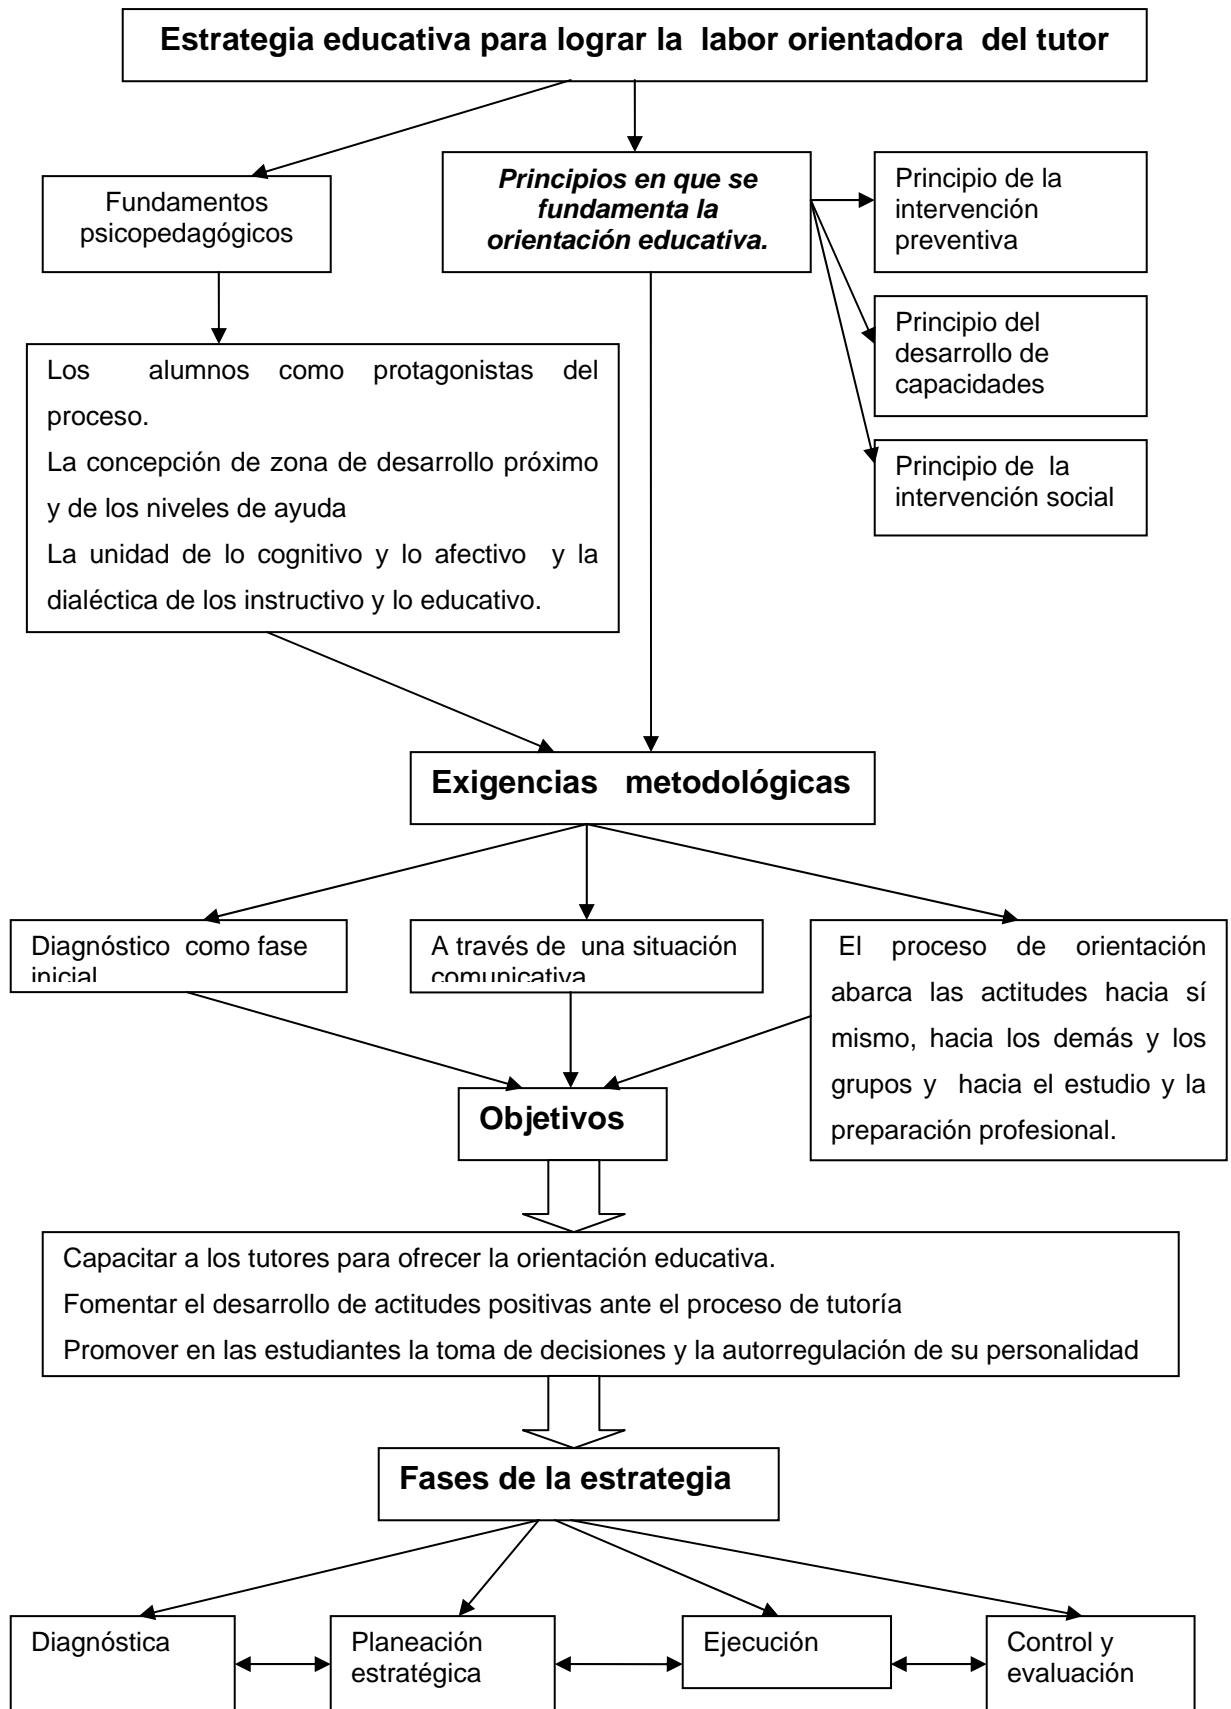 Estrategia educativa para lograr la labor orientadora del tutor
Fundamentos
psicopedagógicos
Principios en que se
fundamenta la
orientación educativa.
Principio de la
intervención
preventiva
Principio del
desarrollo de
capacidades
Principio de la
intervención social
Los alumnos como protagonistas del
proceso.
La concepción de zona de desarrollo próximo
y de los niveles de ayuda
La unidad de lo cognitivo y lo afectivo y la
dialéctica de los instructivo y lo educativo.
Exigencias metodológicas
Diagnóstico como fase
inicial
A través de una situación
comunicativa
El proceso de orientación
abarca las actitudes hacia sí
mismo, hacia los demás y los
grupos y hacia el estudio y la
preparación profesional.
Objetivos
Capacitar a los tutores para ofrecer la orientación educativa.
Fomentar el desarrollo de actitudes positivas ante el proceso de tutoría
Promover en las estudiantes la toma de decisiones y la autorregulación de su personalidad
Fases de la estrategia
Diagnóstica
Planeación
estratégica
Ejecución
Control y
evaluación